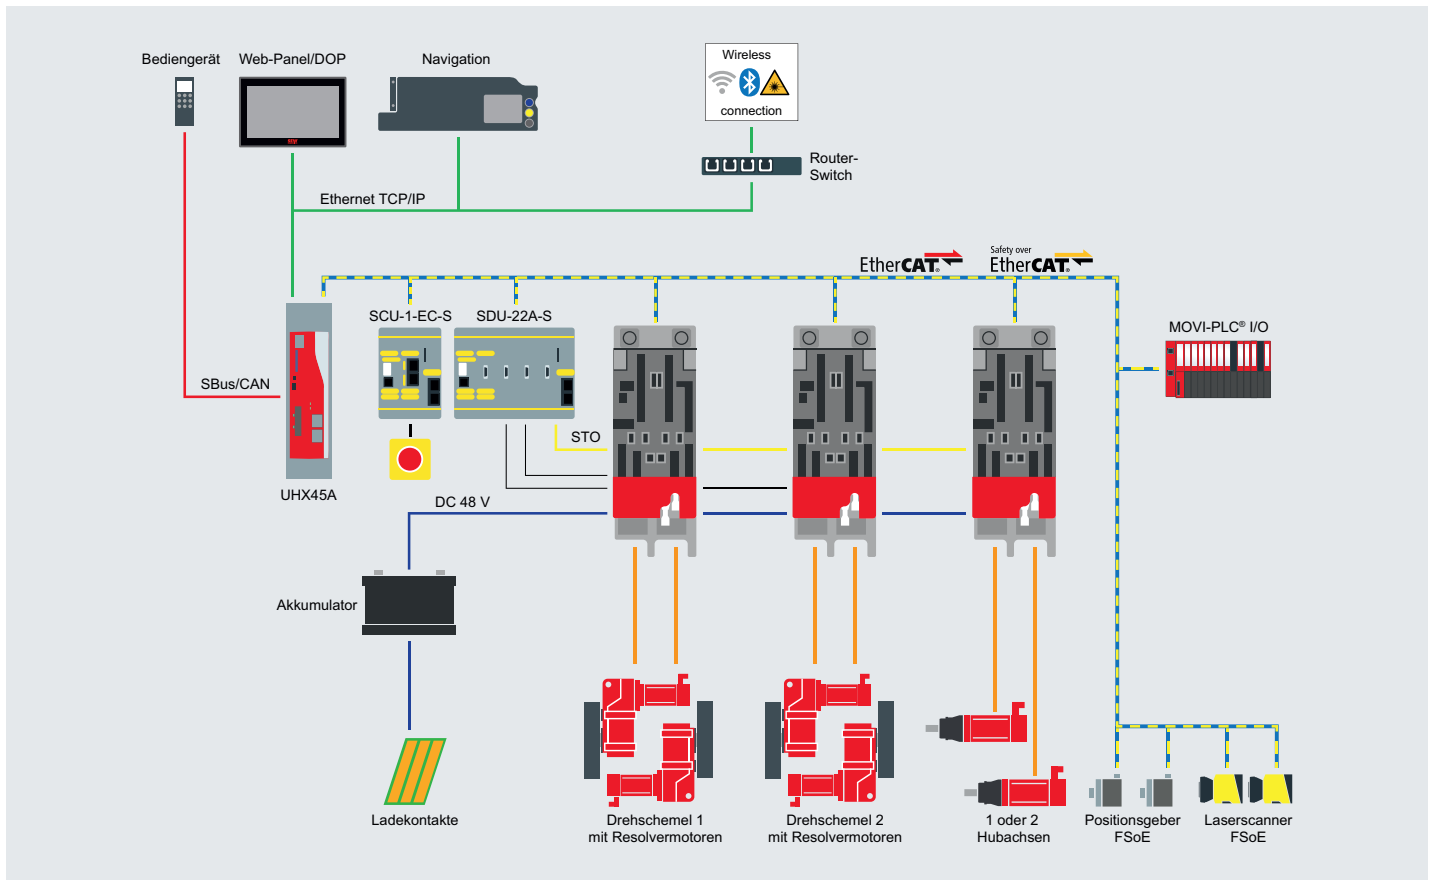 Bediengerät
Web-Panel/DOP
Navigation
Wireless
connection
Router-
Switch
Ethernet TCP/IP
EtherCAT®
Safety over
EtherCAT®
SCU-1-EC-S
SDU-22A-S
MOVI-PLC® I/O
SBus/CAN
STO
UHX45A
DC 48 V
Akkumulator
Ladekontakte
Drehschemel 1
mit Resolvermotoren
Drehschemel 2
mit Resolvermotoren
1 oder 2
Hubachsen
Positionsgeber
FSoE
Laserscanner
FSoE